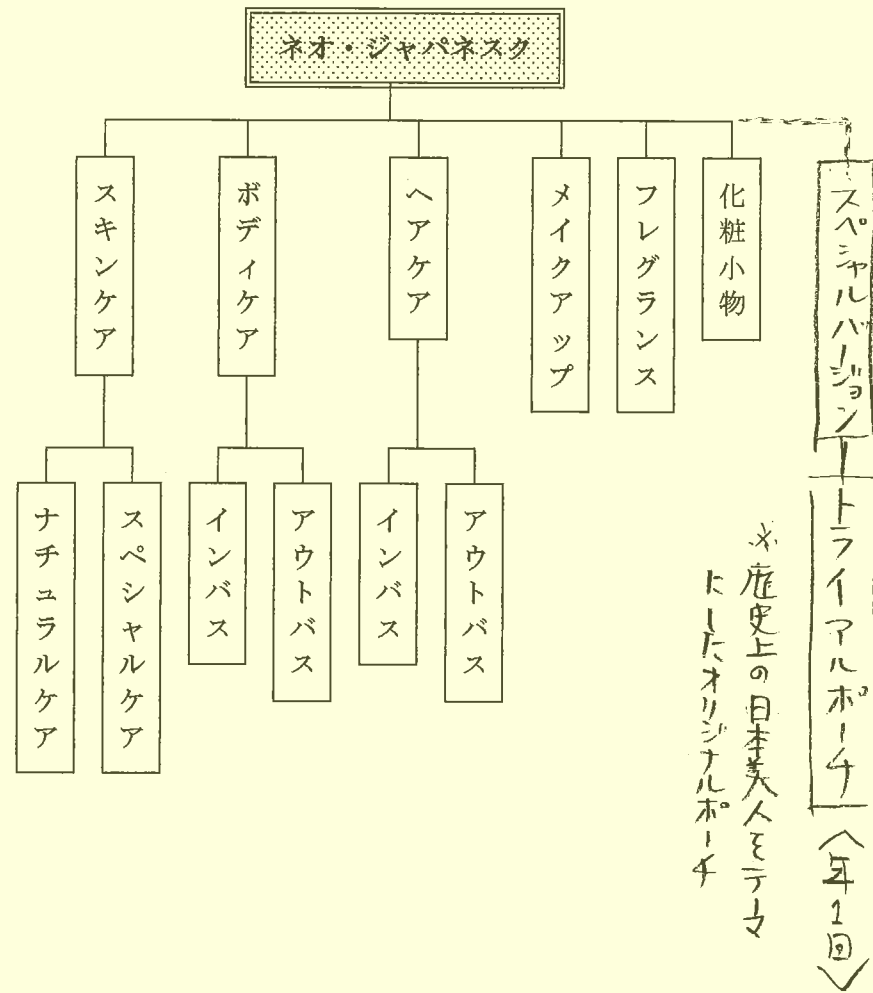 ネオ・ジャパネスク
スキンケア
ボディケア
ヘアケア
メイクアップ
フレグランス
化粧小物
スペシャルバージョン
トライアルポーチ
〈年1回〉
ナチュラルケア
スペシャルケア
インバス
アウトバス
インバス
アウトバス
※歴史上の日本美人をテーマ
にしたオリジナルポーチ